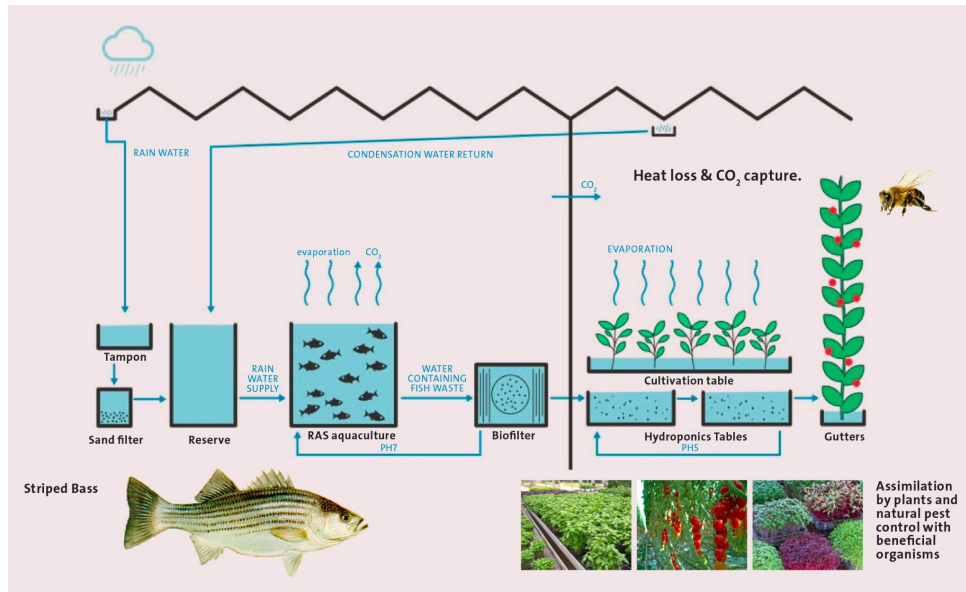 RAIN WATER
CONDENSATION WATER RETURN
CO₂
Heat loss & CO₂ capture.
evaporation
CO₂
EVAPORATION
Tampon
Sand filter
Reserve
RAIN
WATER
SUPPLY
RAS aquaculture
WATER
CONTAINING
FISH WASTE
Biofilter
PH7
Cultivation table
Hydroponics Tables
PH5
Gutters
Striped Bass
Assimilation
by plants and
natural pest
control with
beneficial
organisms